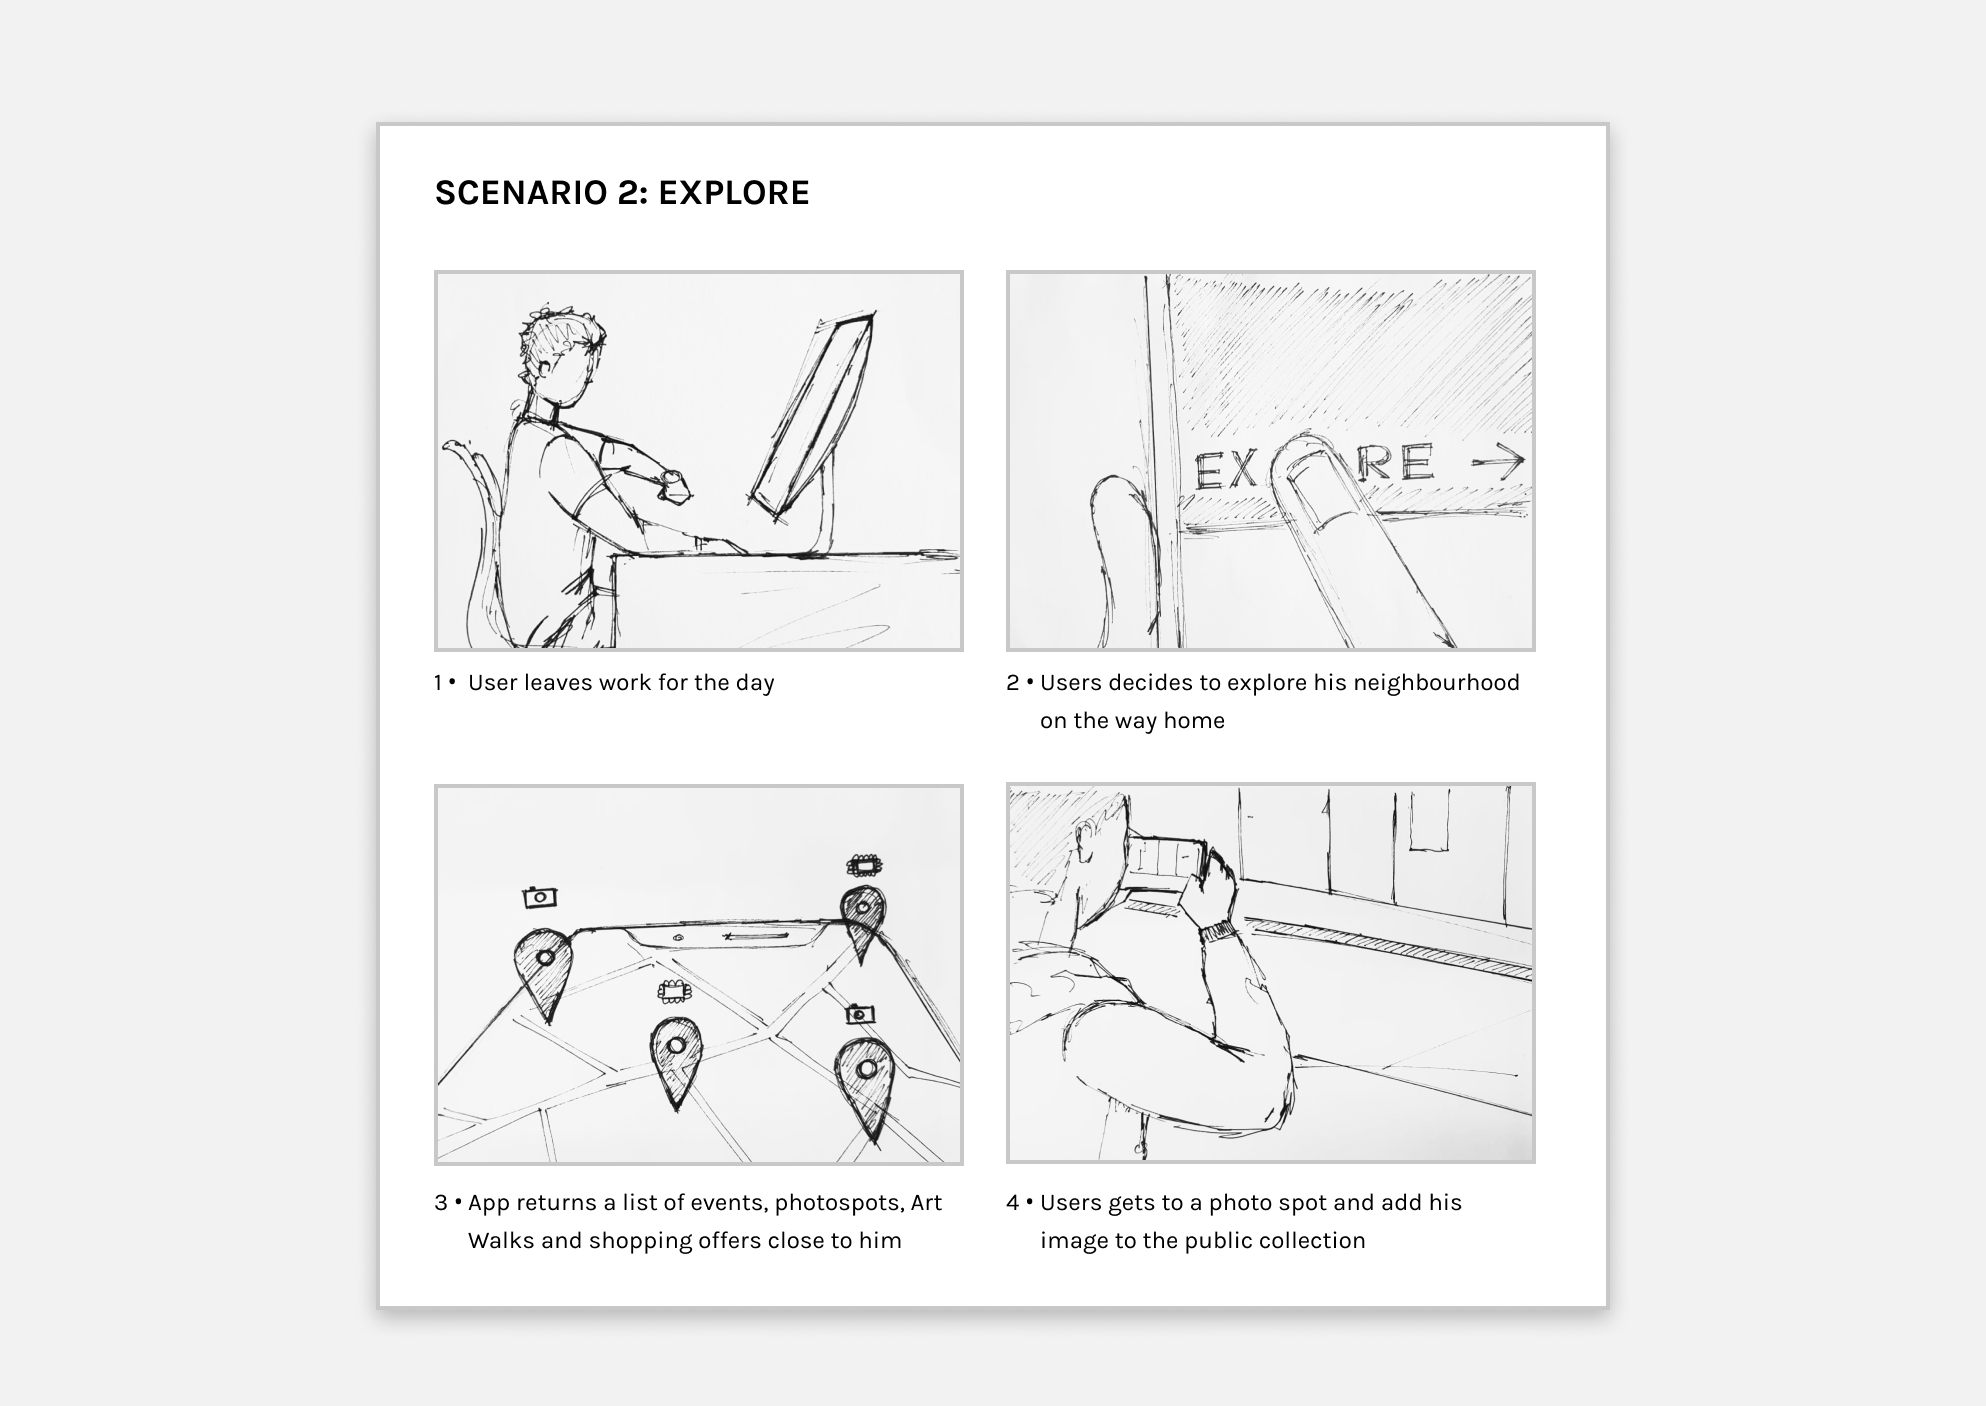 SCENARIO 2: EXPLORE
EX RE →
1 • User leaves work for the day
2 • Users decides to explore his neighbourhood
on the way home
3 • App returns a list of events, photospots, Art
Walks and shopping offers close to him
4 • Users gets to a photo spot and add his
image to the public collection